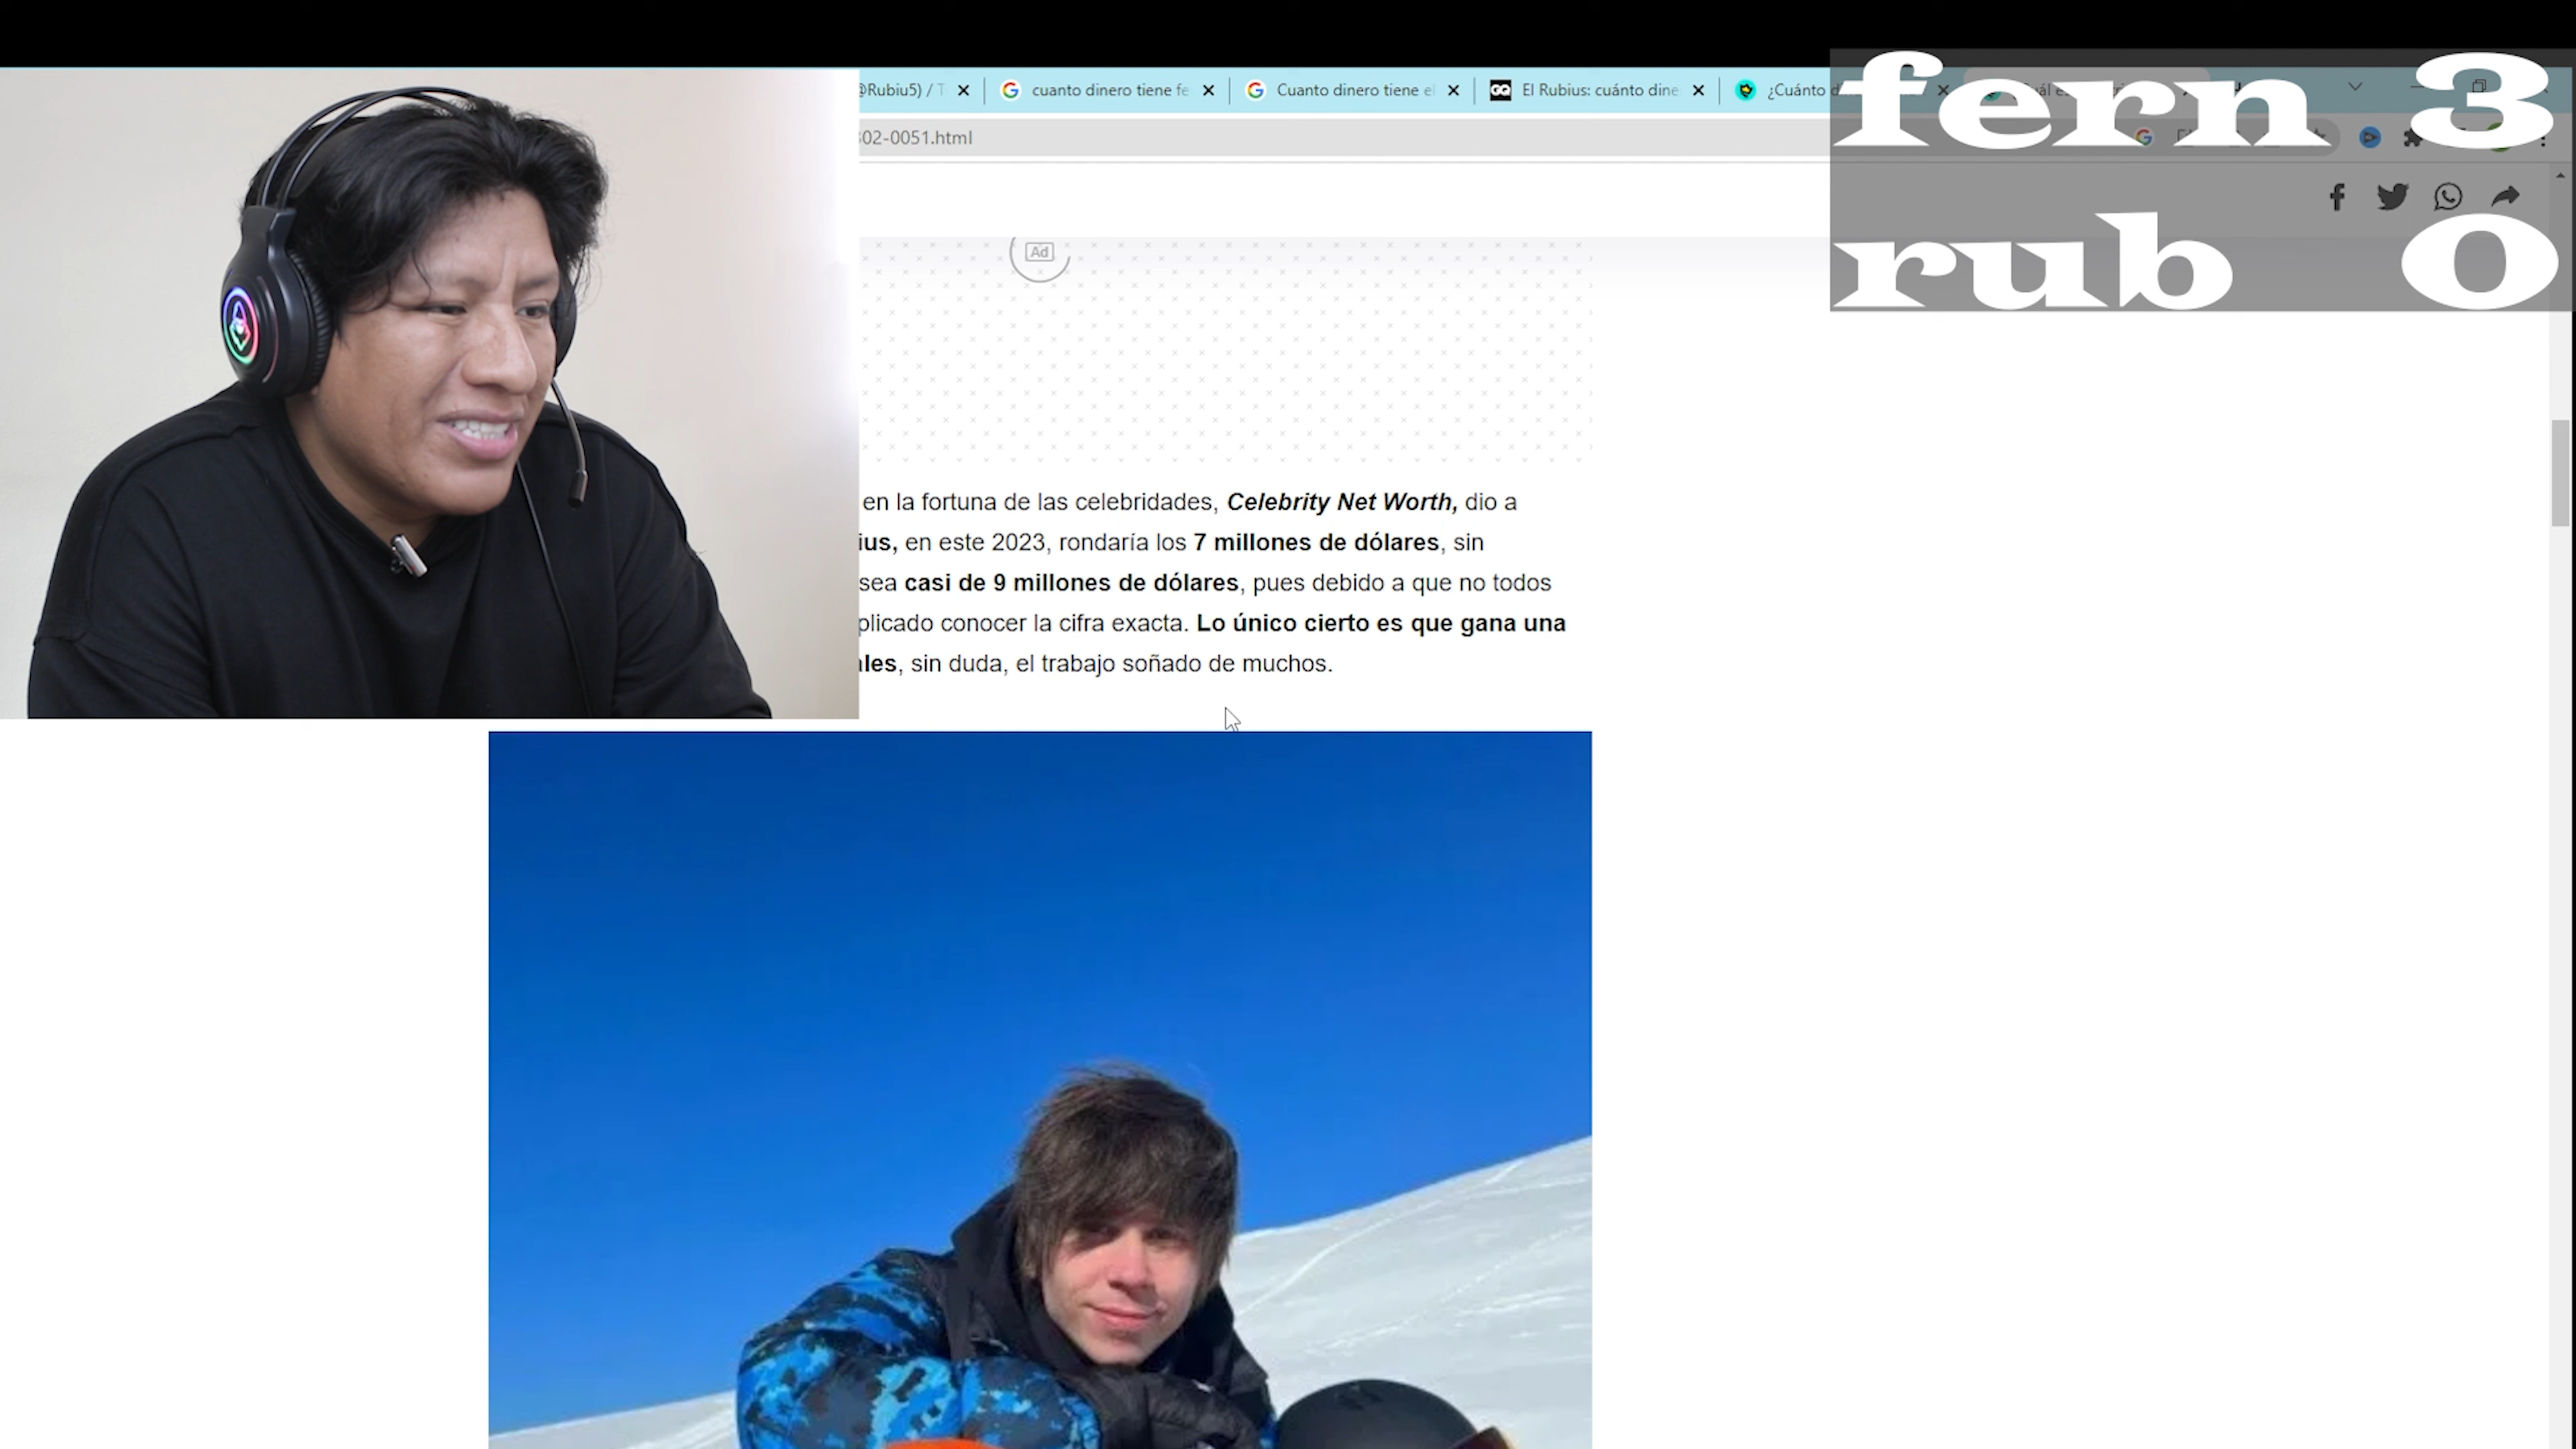 @Rubiu5) / T
cuanto dinero tiene fe
Cuanto dinero tiene el
GQ
El Rubius: cuánto dine
¿Cuánto d
fern 3
rub 0
02-0051.html
Ad
en la fortuna de las celebridades, Celebrity Net Worth, dio a
ius, en este 2023, rondaría los 7 millones de dólares, sin
sea casi de 9 millones de dólares, pues debido a que no todos
plicado conocer la cifra exacta. Lo único cierto es que gana una
ales, sin duda, el trabajo soñado de muchos.